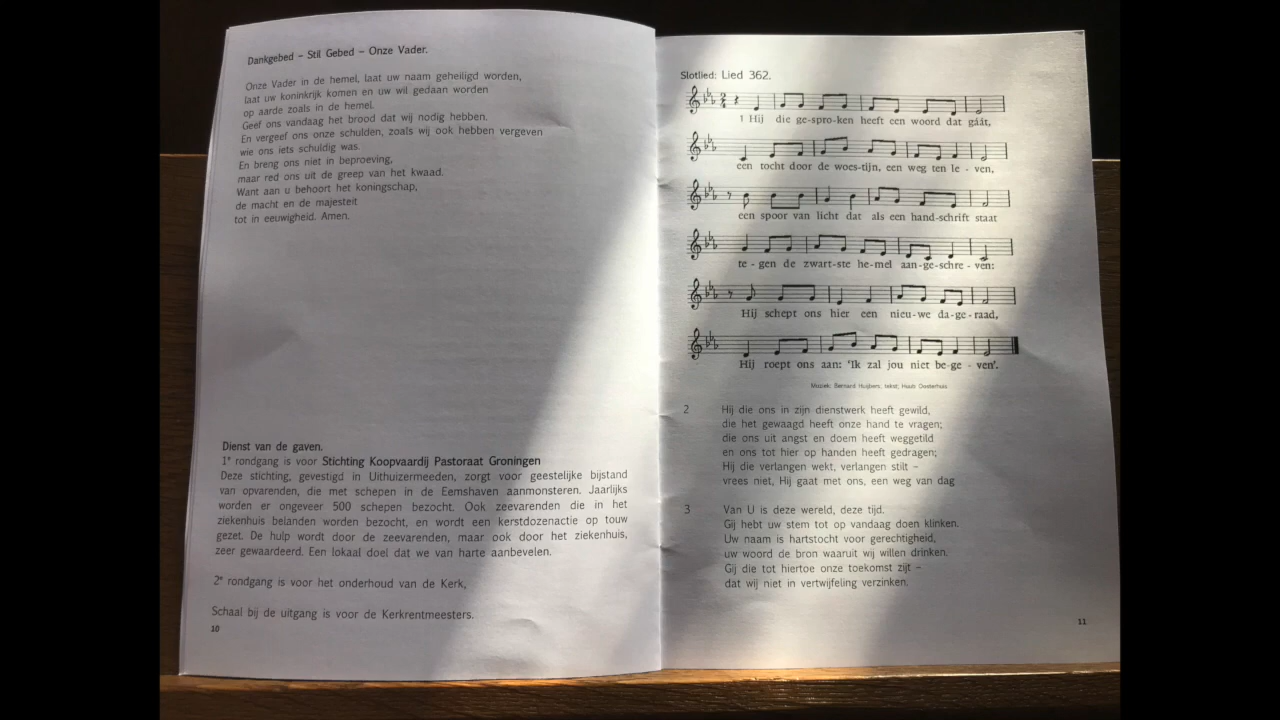 Dankgebed – Stil Gebed – Onze Vader.
Onze Vader in de hemel, laat uw naam geheiligd worden,
laat uw koninkrijk komen en uw wil gedaan worden
op aarde zoals in de hemel.
Geef ons vandaag het brood dat wij nodig hebben.
En vergeef ons onze schulden, zoals wij ook hebben vergeven
wie ons iets schuldig was.
En breng ons niet in beproeving,
maar red ons uit de greep van het kwaad.
Want aan u behoort het koningschap,
de macht en de majesteit
tot in eeuwigheid. Amen.
Dienst van de gaven.
1e rondgang is voor Stichting Koopvaardij Pastoraat Groningen
Deze stichting, gevestigd in Uithuizermeeden, zorgt voor geestelijke bijstand
van opvarenden, die met schepen in de Eemshaven aanmonsteren. Jaarlijks
worden er ongeveer 500 schepen bezocht. Ook zeevarenden die in het
ziekenhuis belanden worden bezocht, en wordt een kerstdozenactie op touw
gezet. De hulp wordt door de zeevarenden, maar ook door het ziekenhuis,
zeer gewaardeerd. Een lokaal doel dat we van harte aanbevelen.
2e rondgang is voor het onderhoud van de Kerk,
Schaal bij de uitgang is voor de Kerkrentmeesters.
10
Slotlied: Lied 362.
1 Hij die ge-spro-ken heeft een woord dat gáát,
een tocht door de woes-tijn, een weg ten le - ven,
een spoor van licht dat als een hand-schrift staat
te - gen de zwart-ste he-mel aan-ge-schre - ven:
Hij schept ons hier een nieu-we da-ge-raad,
Hij roept ons aan: 'Ik zal jou niet be-ge - ven'.
Muziek: Bernard Huijbers; tekst: Huub Oosterhuis
2 Hij die ons in zijn dienstwerk heeft gewild,
die het gewaagd heeft onze hand te vragen;
die ons uit angst en doem heeft weggetild
en ons tot hier op handen heeft gedragen;
Hij die verlangen wekt, verlangen stilt –
vrees niet, Hij gaat met ons, een weg van dag
3 Van U is deze wereld, deze tijd.
Gij hebt uw stem tot op vandaag doen klinken.
Uw naam is hartstocht voor gerechtigheid,
uw woord de bron waaruit wij willen drinken.
Gij die tot hiertoe onze toekomst zijt –
dat wij niet in vertwijfeling verzinken.
11